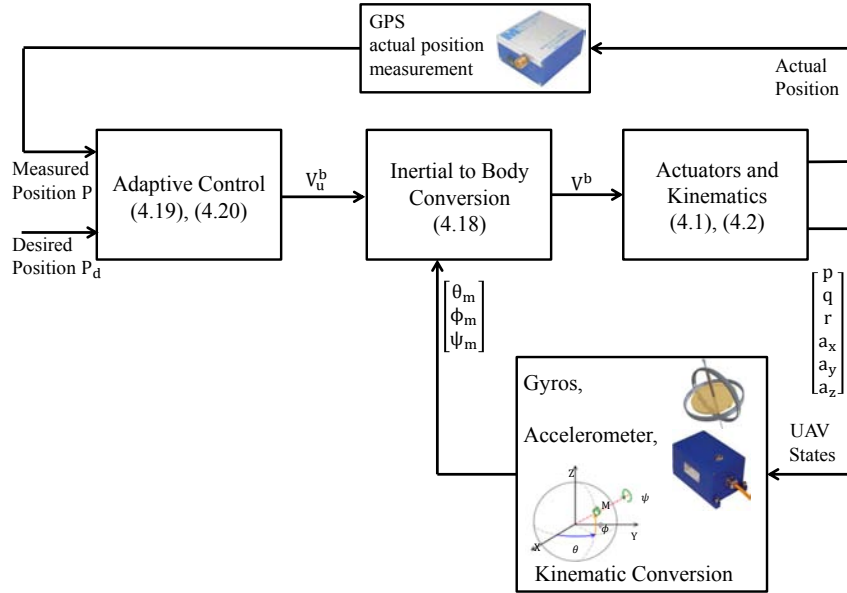 GPS
actual position
measurement
M
Actual
Position
Measured
Position P
Desired
Position P_d
Adaptive Control
(4.19), (4.20)
V_u^b
Inertial to Body
Conversion
(4.18)
V^b
Actuators and
Kinematics
(4.1), (4.2)
θ_m
ϕ_m
ψ_m
p
q
r
a_x
a_y
a_z
UAV
States
Gyros,
Accelerometer,
Z
M
ψ
ϕ
Y
X
θ
Kinematic Conversion